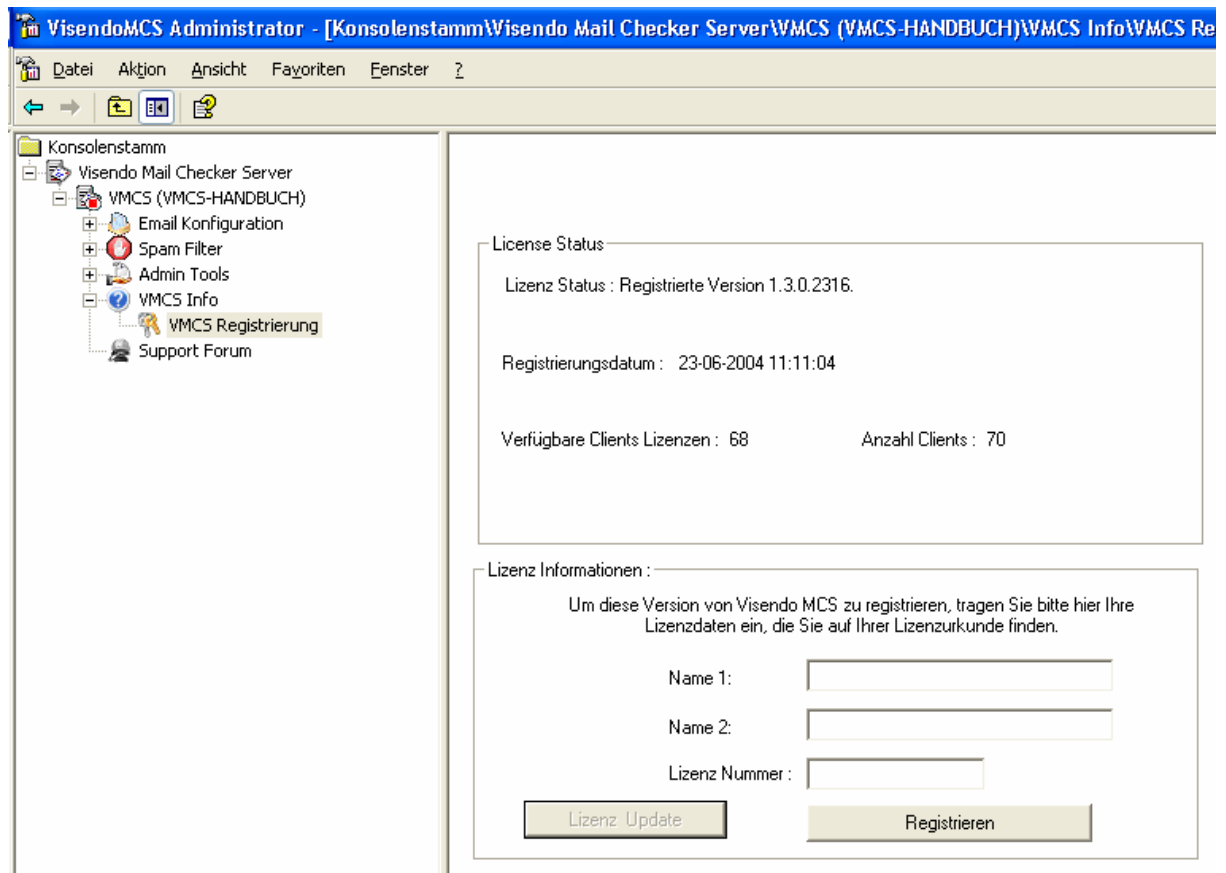 VisendoMCS Administrator - [Konsolenstamm\Visendo Mail Checker Server\VMCS (VMCS-HANDBUCH)\VMCS Info\VMCS Re
Datei Aktion Ansicht Favoriten Fenster ?
Konsolenstamm
Visendo Mail Checker Server
VMCS (VMCS-HANDBUCH)
Email Konfiguration
Spam Filter
Admin Tools
VMCS Info
VMCS Registrierung
Support Forum
License Status
Lizenz Status : Registrierte Version 1.3.0.2316.
Registrierungsdatum : 23-06-2004 11:11:04
Verfügbare Clients Lizenzen : 68 Anzahl Clients : 70
Lizenz Informationen :
Um diese Version von Visendo MCS zu registrieren, tragen Sie bitte hier Ihre
Lizenzdaten ein, die Sie auf Ihrer Lizenzurkunde finden.
Name 1:
Name 2:
Lizenz Nummer :
Lizenz Update Registrieren